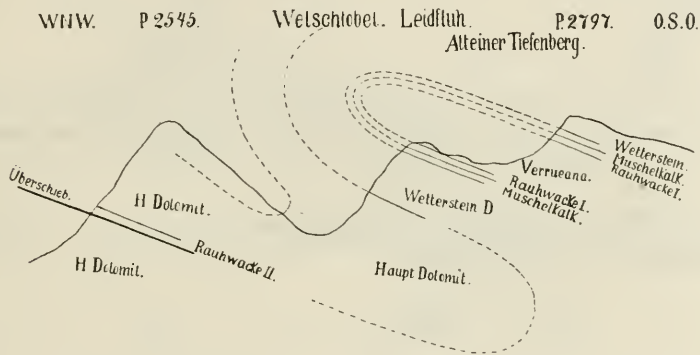 WNW. P 2545. Welschtobel. Leidfluh. P. 2797. O.S.O.
Alteiner Tiefenberg.
Wetterstein.
Muschelkalk.
Rauhwacke I.
Verrucana.
Überschieb.
Rauhwacke I.
Muschelkalk.
Wetterstein D
H Dolomit.
Rauhwacke II.
H Dolomit.
Haupt Dolomit.